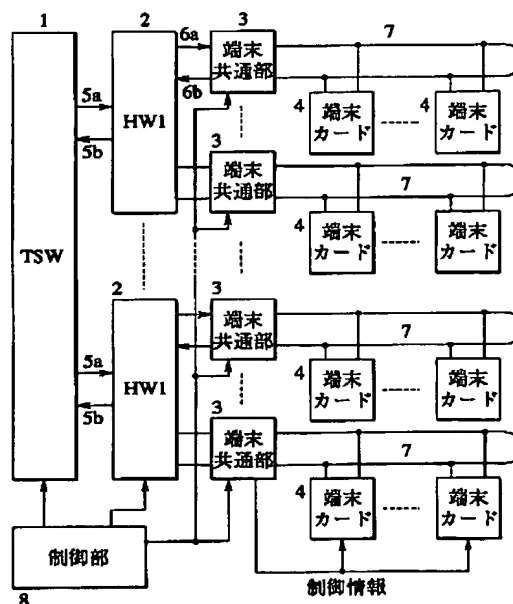 1
2
3
6a
7
端末
共通部
5a
6b
4
端末
カード
4
端末
カード
HW1
5b
3
端末
共通部
7
4
端末
カード
端末
カード
TSW
2
3
端末
共通部
7
5a
HW1
4
端末
カード
端末
カード
5b
3
端末
共通部
7
4
端末
カード
端末
カード
制御部
8
制御情報